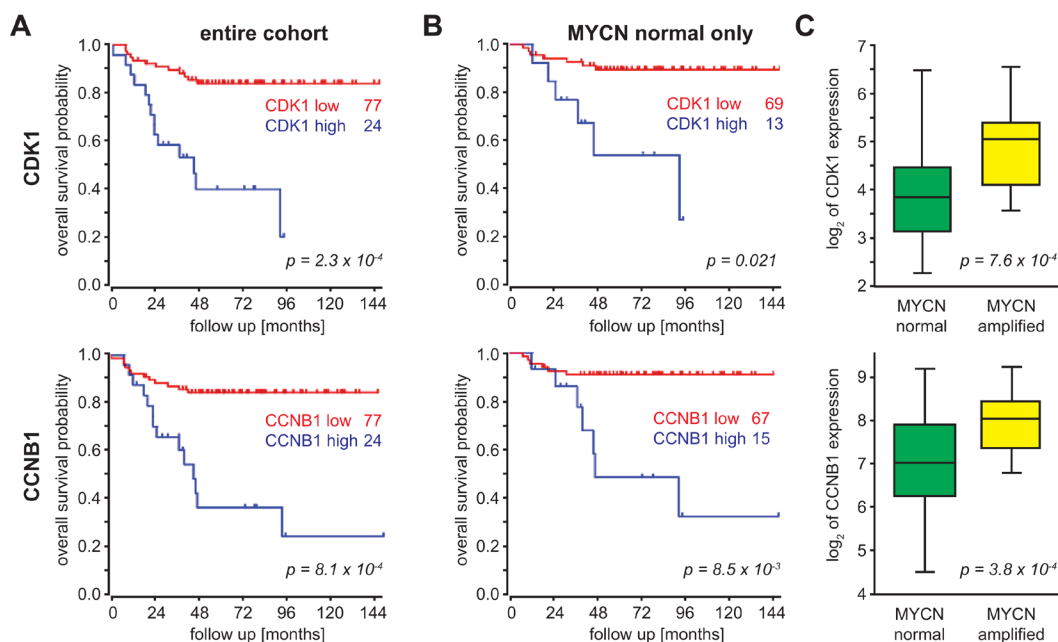 A
entire cohort
B
MYCN normal only
C
CDK1
overall survival probability
1.0
0.8
0.6
0.4
0.2
0.0
CDK1 low 77
CDK1 high 24
p = 2.3 x 10-4
0 24 48 72 96 144
follow up [months]
overall survival probability
1.0
0.8
0.6
0.4
0.2
0.0
CDK1 low 69
CDK1 high 13
p = 0.021
0 24 48 72 96 144
follow up [months]
log2 of CDK1 expression
7
6
5
4
3
2
p = 7.6 x 10-4
MYCN
normal
MYCN
amplified
CCNB1
overall survival probability
1.0
0.8
0.6
0.4
0.2
0.0
CCNB1 low 77
CCNB1 high 24
p = 8.1 x 10-4
0 24 48 72 96 144
follow up [months]
overall survival probability
1.0
0.8
0.6
0.4
0.2
0.0
CCNB1 low 67
CCNB1 high 15
p = 8.5 x 10-3
0 24 48 72 96 144
follow up [months]
log2 of CCNB1 expression
9
8
7
6
5
4
p = 3.8 x 10-4
MYCN
normal
MYCN
amplified